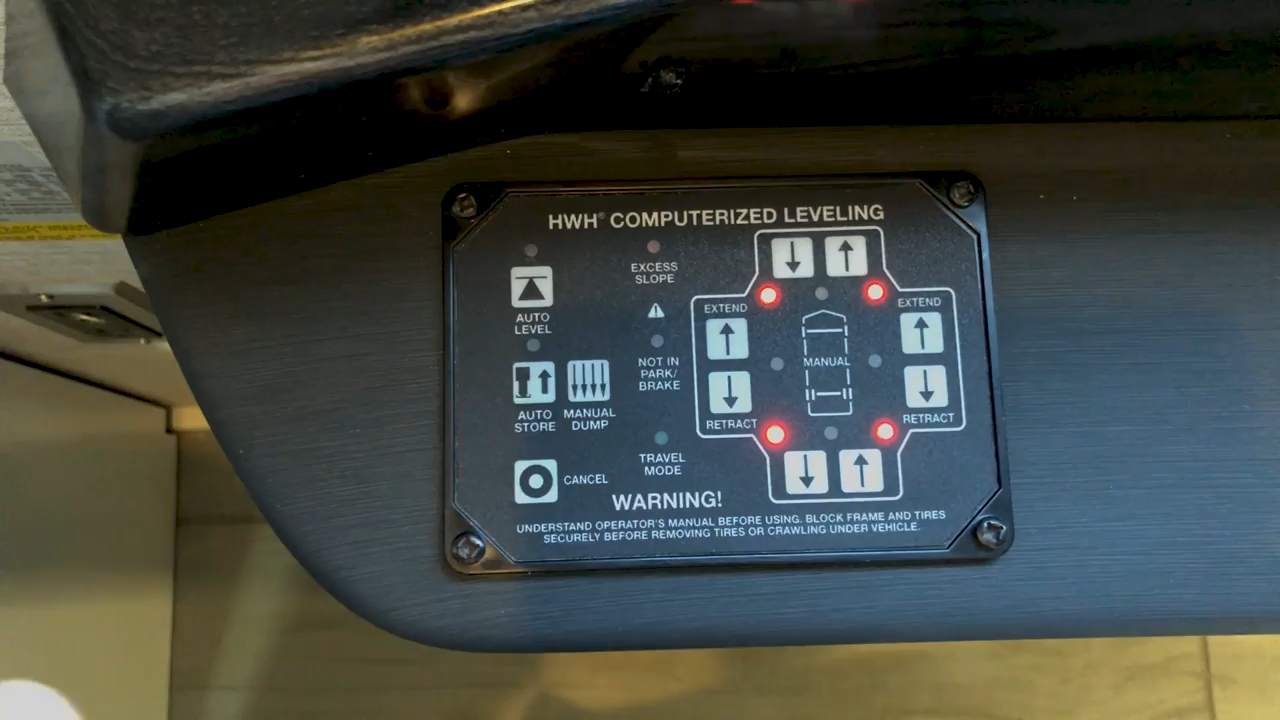 HWH® COMPUTERIZED LEVELING
AUTO
LEVEL
AUTO
STORE
MANUAL
DUMP
CANCEL
EXCESS
SLOPE
NOT IN
PARK/
BRAKE
TRAVEL
MODE
EXTEND
RETRACT
MANUAL
EXTEND
RETRACT
WARNING!
UNDERSTAND OPERATOR'S MANUAL BEFORE USING. BLOCK FRAME AND TIRES
SECURELY BEFORE REMOVING TIRES OR CRAWLING UNDER VEHICLE.